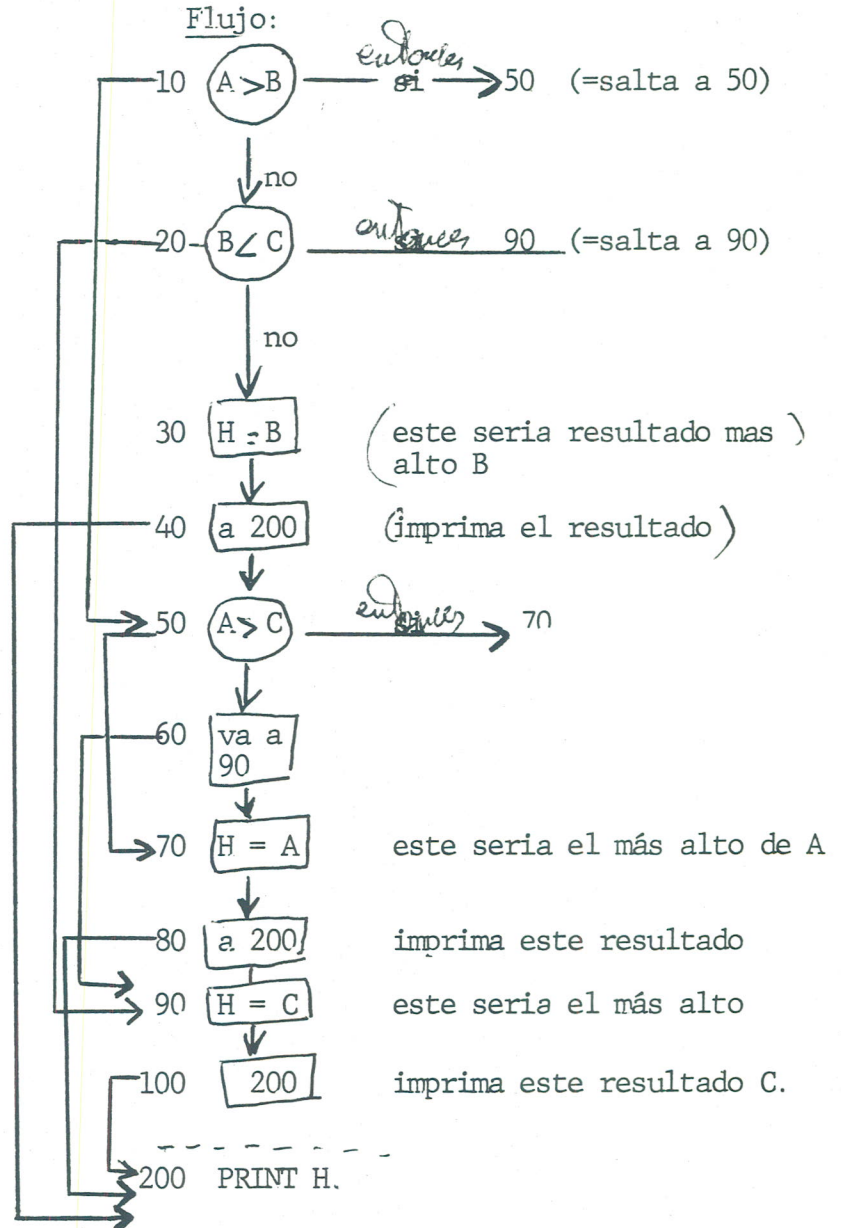 Flujo:
entonces
10 A >B si 50 (=salta a 50)
no
entonces
20 B< C 90 (=salta a 90)
no
30 H = B (este seria resultado mas)
alto B
40 a 200 (imprima el resultado)
entonces
50 A> C si 70
60 va a
90
70 H = A este seria el más alto de A
80 a 200 imprima este resultado
90 H = C este seria el más alto
100 200 imprima este resultado C.
200 PRINT H.